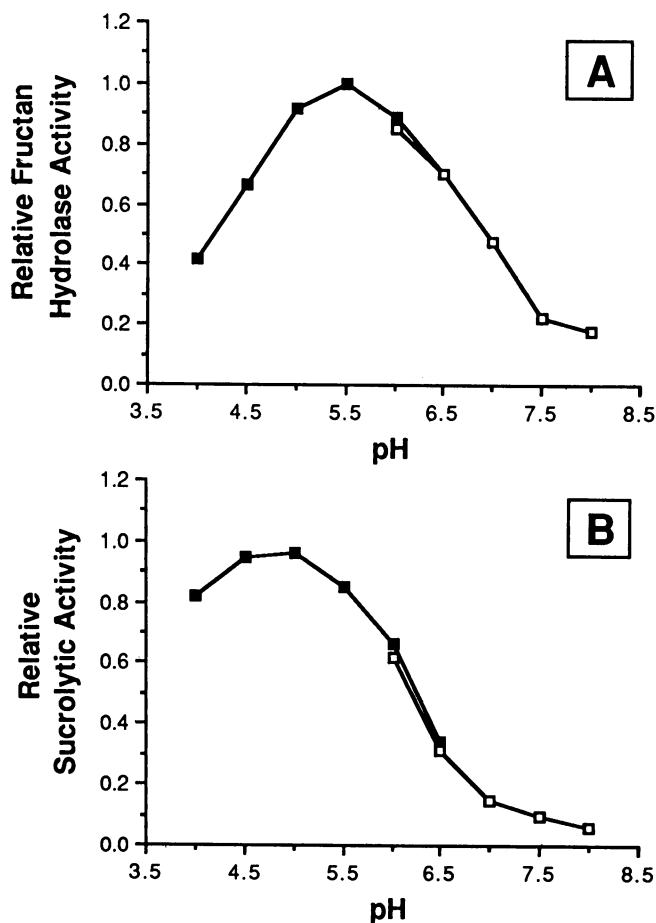 A
Relative Fructan
Hydrolase Activity
1.2
1.0
0.8
0.6
0.4
0.2
0.0
3.5 4.5 5.5 6.5 7.5 8.5
pH
B
Relative
Sucrolytic Activity
1.2
1.0
0.8
0.6
0.4
0.2
0.0
3.5 4.5 5.5 6.5 7.5 8.5
pH